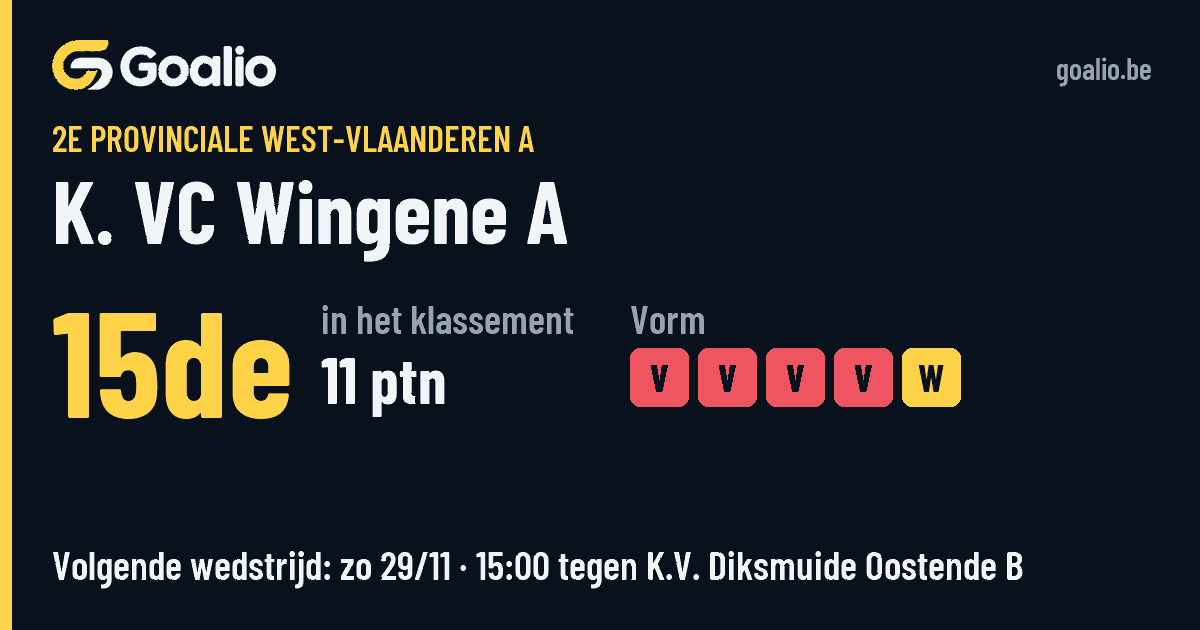 Goalio
goalio.be
2E PROVINCIALE WEST-VLAANDEREN A
K. VC Wingene A
15de
in het klassement
11 ptn
Vorm
V V V V W
Volgende wedstrijd: zo 29/11 · 15:00 tegen K.V. Diksmuide Oostende B